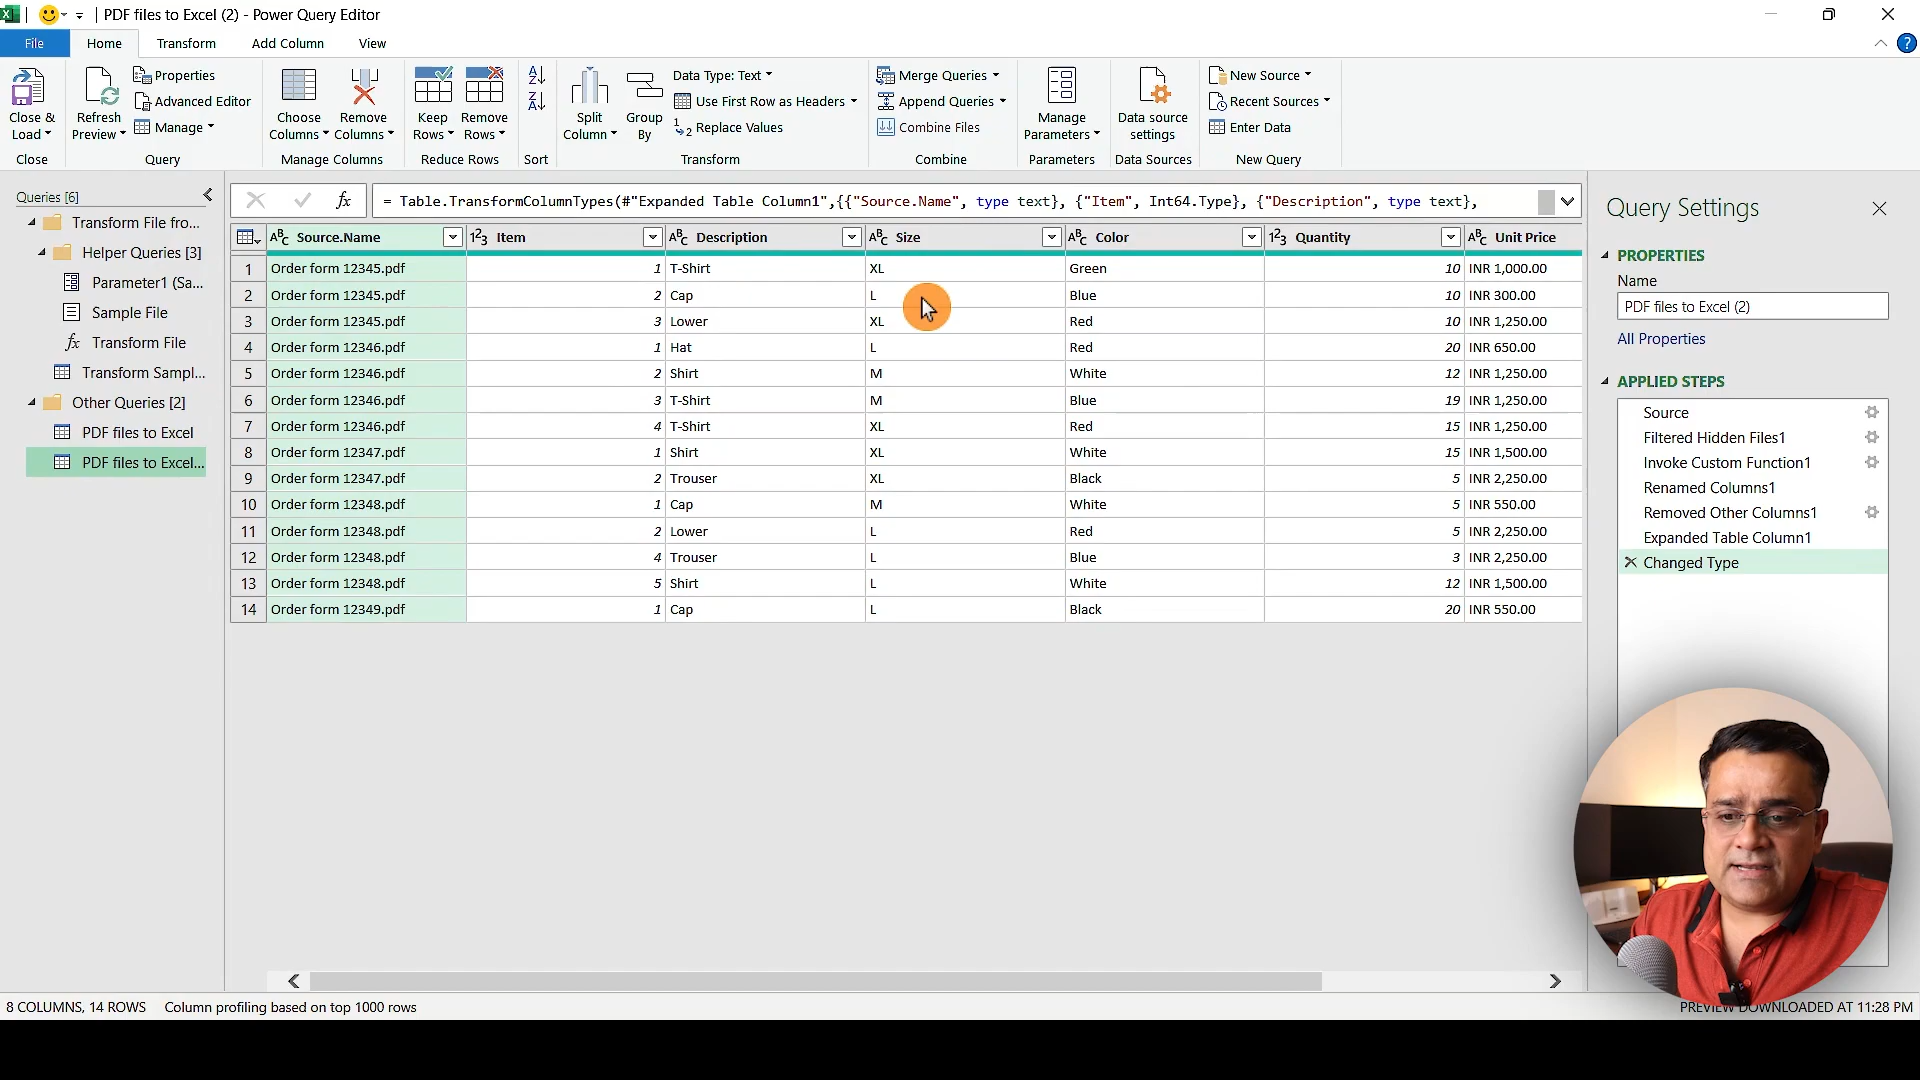 PDF files to Excel (2) - Power Query Editor
File Home Transform Add Column View
Close & Load
Close
Refresh Preview
Properties
Advanced Editor
Manage
Query
Choose Columns
Remove Columns
Manage Columns
Keep Rows
Remove Rows
Reduce Rows
Sort
Split Column
Group By
Data Type: Text
Use First Row as Headers
Replace Values
Transform
Merge Queries
Append Queries
Combine Files
Combine
Manage Parameters
Parameters
Data source settings
Data Sources
New Source
Recent Sources
Enter Data
New Query
Queries [6]
Transform File fro...
Helper Queries [3]
Parameter1 (Sa...
Sample File
Transform File
Transform Sampl...
Other Queries [2]
PDF files to Excel
PDF files to Excel...
= Table.TransformColumnTypes(#"Expanded Table Column1",{{"Source.Name", type text}, {"Item", Int64.Type}, {"Description", type text},
Source.Name Item Description Size Color Quantity Unit Price
1 Order form 12345.pdf 1 T-Shirt XL Green 10 INR 1,000.00
2 Order form 12345.pdf 2 Cap L Blue 10 INR 300.00
3 Order form 12345.pdf 3 Lower XL Red 10 INR 1,250.00
4 Order form 12346.pdf 1 Hat L Red 20 INR 650.00
5 Order form 12346.pdf 2 Shirt M White 12 INR 1,250.00
6 Order form 12346.pdf 3 T-Shirt M Blue 19 INR 1,250.00
7 Order form 12346.pdf 4 T-Shirt XL Red 15 INR 1,250.00
8 Order form 12347.pdf 1 Shirt XL White 15 INR 1,500.00
9 Order form 12347.pdf 2 Trouser XL Black 5 INR 2,250.00
10 Order form 12348.pdf 1 Cap M White 5 INR 550.00
11 Order form 12348.pdf 2 Lower L Red 5 INR 2,250.00
12 Order form 12348.pdf 4 Trouser L Blue 3 INR 2,250.00
13 Order form 12348.pdf 5 Shirt L White 12 INR 1,500.00
14 Order form 12349.pdf 1 Cap L Black 20 INR 550.00
Query Settings
PROPERTIES
Name
PDF files to Excel (2)
All Properties
APPLIED STEPS
Source
Filtered Hidden Files1
Invoke Custom Function1
Renamed Columns1
Removed Other Columns1
Expanded Table Column1
Changed Type
8 COLUMNS, 14 ROWS Column profiling based on top 1000 rows
PREVIEW DOWNLOADED AT 11:28 PM